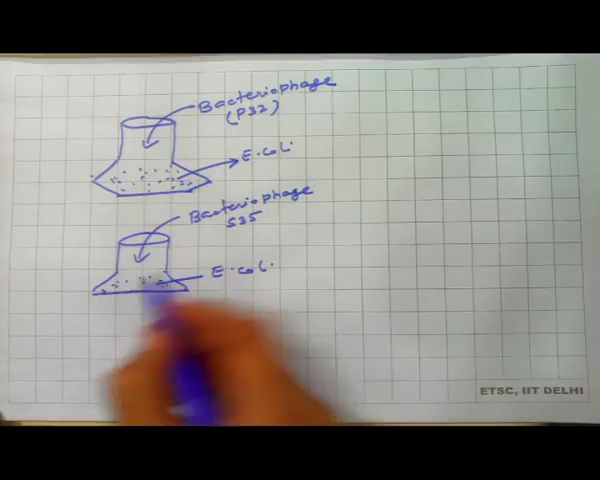 Bacteriophage
(P32)
E.coli
Bacteriophage
S35
E.coli
ETSC, IIT DELHI